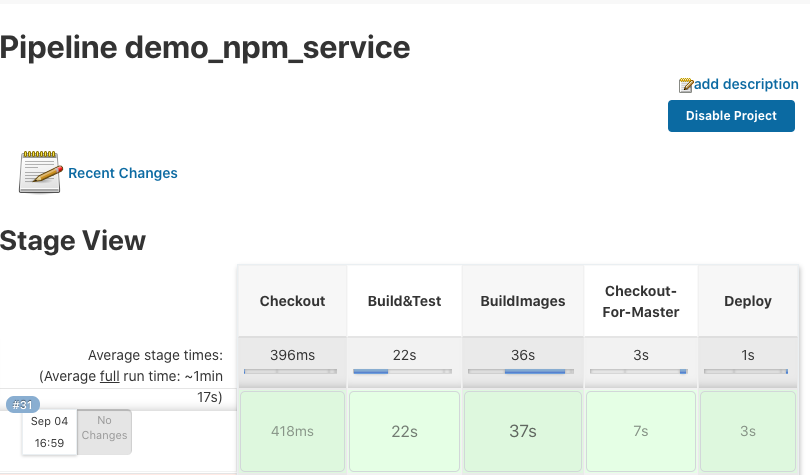 Pipeline demo_npm_service
add description
Disable Project
Recent Changes
Stage View
Checkout
Build&Test
BuildImages
Checkout-
For-Master
Deploy
Average stage times:
(Average full run time: ~1min
17s)
396ms
22s
36s
3s
1s
#31
Sep 04
16:59
No
Changes
418ms
22s
37s
7s
3s